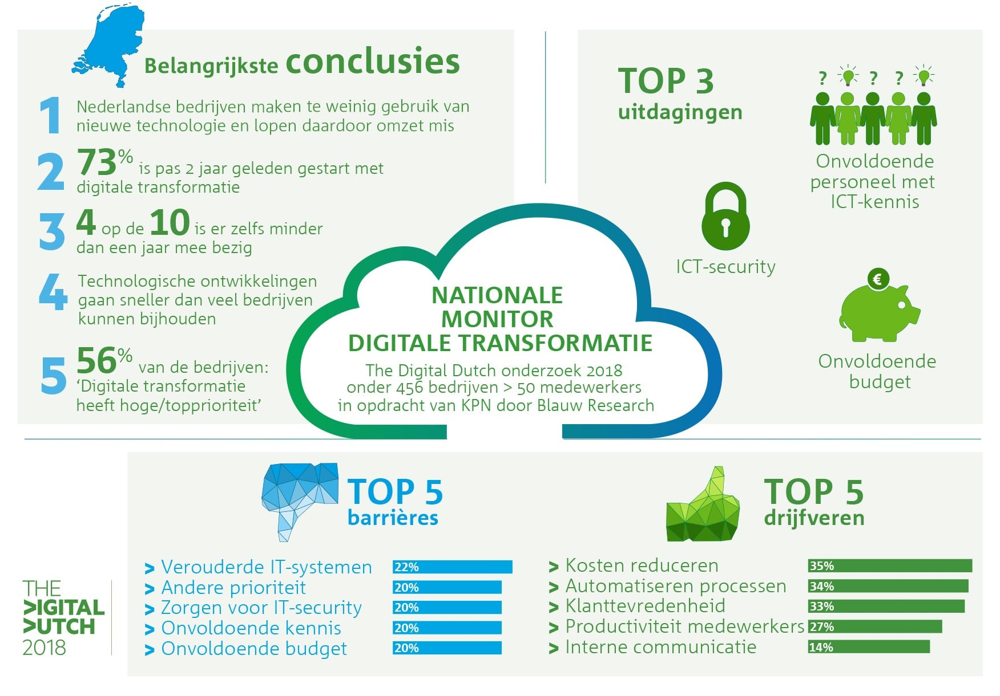 Belangrijkste conclusies
1 Nederlandse bedrijven maken te weinig gebruik van
nieuwe technologie en lopen daardoor omzet mis
2 73% is pas 2 jaar geleden gestart met
digitale transformatie
3 4 op de 10 is er zelfs minder
dan een jaar mee bezig
4 Technologische ontwikkelingen
gaan sneller dan veel bedrijven
kunnen bijhouden
5 56% van de bedrijven:
‘Digitale transformatie
heeft hoge/topprioriteit’
TOP 3
uitdagingen
? ? ?
Onvoldoende
personeel met
ICT-kennis
ICT-security
€
Onvoldoende
budget
NATIONALE
MONITOR
DIGITALE TRANSFORMATIE
The Digital Dutch onderzoek 2018
onder 456 bedrijven > 50 medewerkers
in opdracht van KPN door Blauw Research
TOP 5
barrières
> Verouderde IT-systemen 22%
> Andere prioriteit 20%
> Zorgen voor IT-security 20%
> Onvoldoende kennis 20%
> Onvoldoende budget 20%
TOP 5
drijfveren
> Kosten reduceren 35%
> Automatiseren processen 34%
> Klanttevredenheid 33%
> Productiviteit medewerkers 27%
> Interne communicatie 14%
THE
DIGITAL
DUTCH
2018